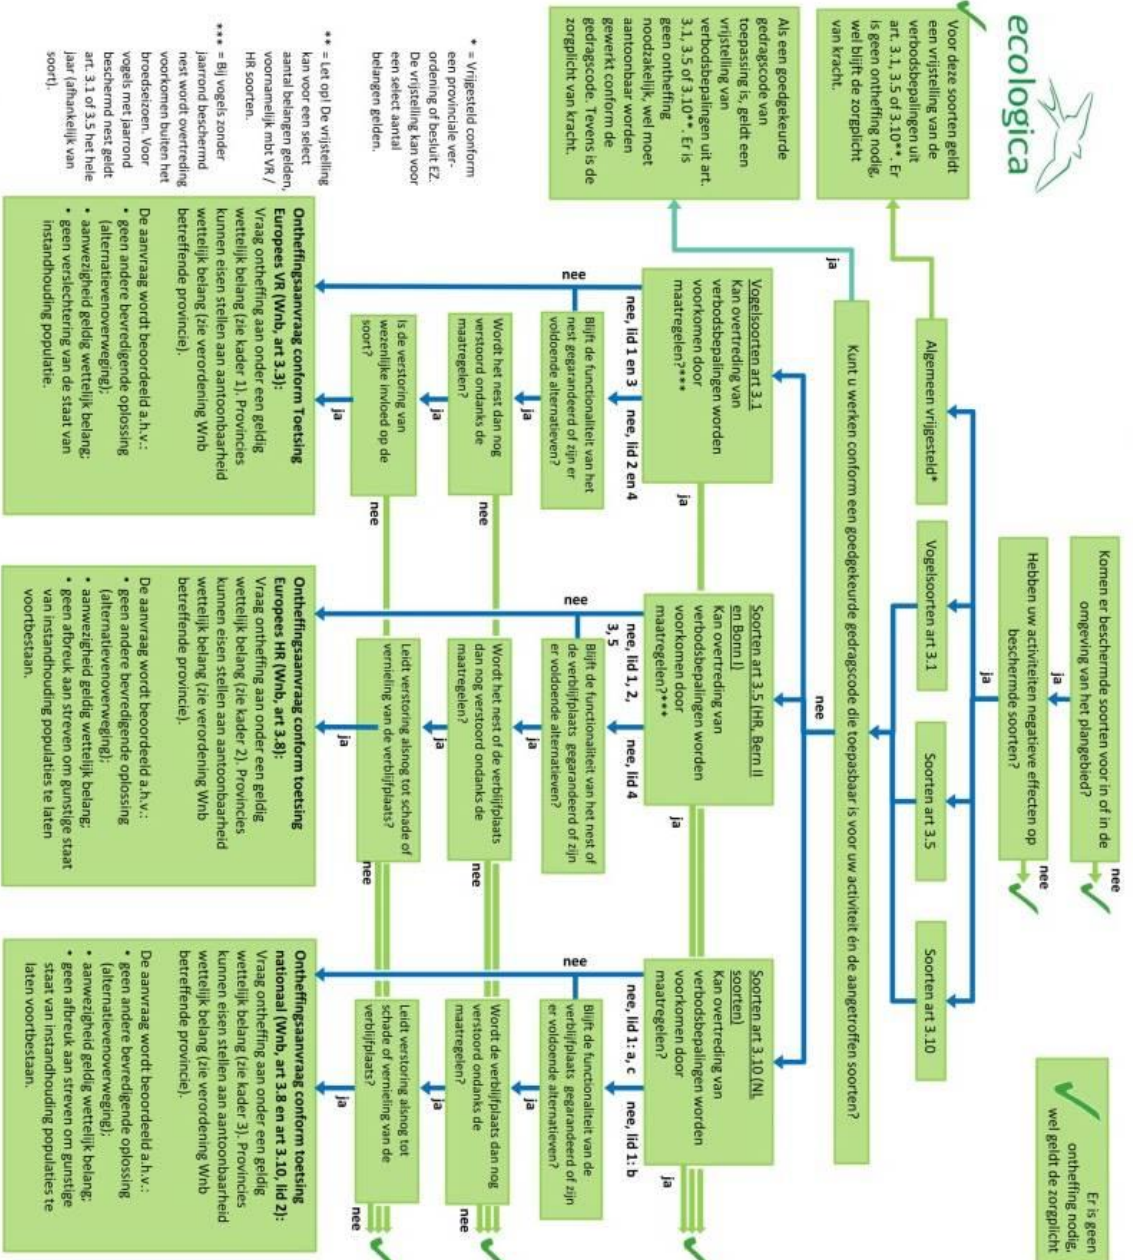 ecologica
Komen er beschermde soorten voor in of in de
omgeving van het plangebied?
nee
ja
Hebben uw activiteiten negatieve effecten op
beschermde soorten?
nee
ja
Er is geen
ontheffing nodig,
wel geldt de zorgplicht
Algemeen vrijgesteld*
Vogelsoorten art 3.1
Soorten art 3.5
Soorten art 3.10
Voor deze soorten geldt
een vrijstelling van de
verbodsbepalingen uit
art. 3.1, 3.5 of 3.10**. Er
is geen ontheffing nodig,
wel blijft de zorgplicht
van kracht.
Kunt u werken conform een goedgekeurde gedragscode die toepasbaar is voor uw activiteit én de aangetroffen soorten?
ja
nee
Als een goedgekeurde
gedragscode van
toepassing is, geldt een
vrijstelling van
verbodsbepalingen uit art.
3.1, 3.5 of 3.10**. Er is
geen ontheffing
noodzakelijk, wel moet
aantoonbaar worden
gewerkt conform de
gedragscode. Tevens is de
zorgplicht van kracht.
Vogelsoorten art 3.1
Kan overtreding van
verbodsbepalingen worden
voorkomen door
maatregelen?***
ja
Soorten art 3.5 (HR, Bern II
en Bonn I)
Kan overtreding van
verbodsbepalingen worden
voorkomen door
maatregelen?***
ja
Soorten art 3.10 (NL
soorten)
Kan overtreding van
verbodsbepalingen worden
voorkomen door
maatregelen?
ja
nee, lid 1 en 3
nee, lid 2 en 4
nee, lid 1, 2,
3, 5
nee, lid 4
nee, lid 1: a, c
nee, lid 1: b
Blijft de functionaliteit van het
nest gegarandeerd of zijn er
voldoende alternatieven?
nee
ja
Blijft de functionaliteit van het nest of
de verblijfplaats gegarandeerd of zijn
er voldoende alternatieven?
nee
ja
Blijft de functionaliteit van de
verblijfplaats gegarandeerd of zijn
er voldoende alternatieven?
nee
ja
Wordt het nest dan nog
verstoord ondanks de
maatregelen?
nee
ja
Wordt het nest of de verblijfplaats
dan nog verstoord ondanks de
maatregelen?
nee
ja
Wordt de verblijfplaats dan nog
verstoord ondanks de
maatregelen?
nee
ja
Is de verstoring van
wezenlijke invloed op de
soort?
nee
ja
Leidt verstoring alsnog tot schade of
vernieling van de verblijfplaats?
nee
ja
Leidt verstoring alsnog tot
schade of vernieling van de
verblijfplaats?
nee
ja
* = Vrijgesteld conform
een provinciale ver-
ordening of besluit EZ.
De vrijstelling kan voor
een select aantal
belangen gelden.
** = Let op! De vrijstelling
kan voor een select
aantal belangen gelden,
voornamelijk mbt VR /
HR soorten.
*** = Bij vogels zonder
jaarrond beschermd
nest wordt overtreding
voorkomen buiten het
broedseizoen. Voor
vogels met jaarrond
beschermd nest geldt
art. 3.1 of 3.5 het hele
jaar (afhankelijk van
soort).
Ontheffingsaanvraag conform Toetsing
Europees VR (Wnb, art 3.3):
Vraag ontheffing aan onder een geldig
wettelijk belang (zie kader 1). Provincies
kunnen eisen stellen aan aantoonbaarheid
wettelijk belang (zie verordening Wnb
betreffende provincie).
De aanvraag wordt beoordeeld a.h.v.:
• geen andere bevredigende oplossing
(alternatievenoverweging);
• aanwezigheid geldig wettelijk belang;
• geen verslechtering van de staat van
instandhouding populatie.
Ontheffingsaanvraag conform toetsing
Europees HR (Wnb, art 3.8):
Vraag ontheffing aan onder een geldig
wettelijk belang (zie kader 2). Provincies
kunnen eisen stellen aan aantoonbaarheid
wettelijk belang (zie verordening Wnb
betreffende provincie).
De aanvraag wordt beoordeeld a.h.v.:
• geen andere bevredigende oplossing
(alternatievenoverweging);
• aanwezigheid geldig wettelijk belang;
• geen afbreuk aan streven om gunstige staat
van instandhouding populaties te laten
voortbestaan.
Ontheffingsaanvraag conform toetsing
nationaal (Wnb, art 3.8 en art 3.10, lid 2):
Vraag ontheffing aan onder een geldig
wettelijk belang (zie kader 3). Provincies
kunnen eisen stellen aan aantoonbaarheid
wettelijk belang (zie verordening Wnb
betreffende provincie).
De aanvraag wordt beoordeeld a.h.v.:
• geen andere bevredigende oplossing
(alternatievenoverweging);
• aanwezigheid geldig wettelijk belang;
• geen afbreuk aan streven om gunstige
staat van instandhouding populaties te
laten voortbestaan.